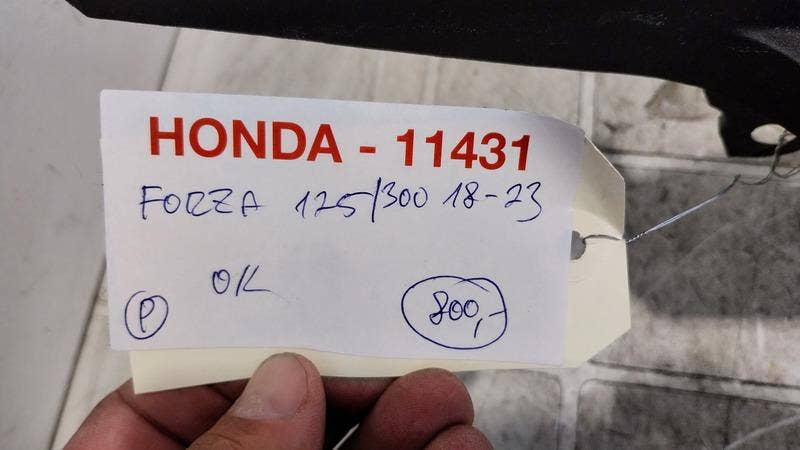 HONDA - 11431
FORZA 125/300 18-23
OK
P 800,-